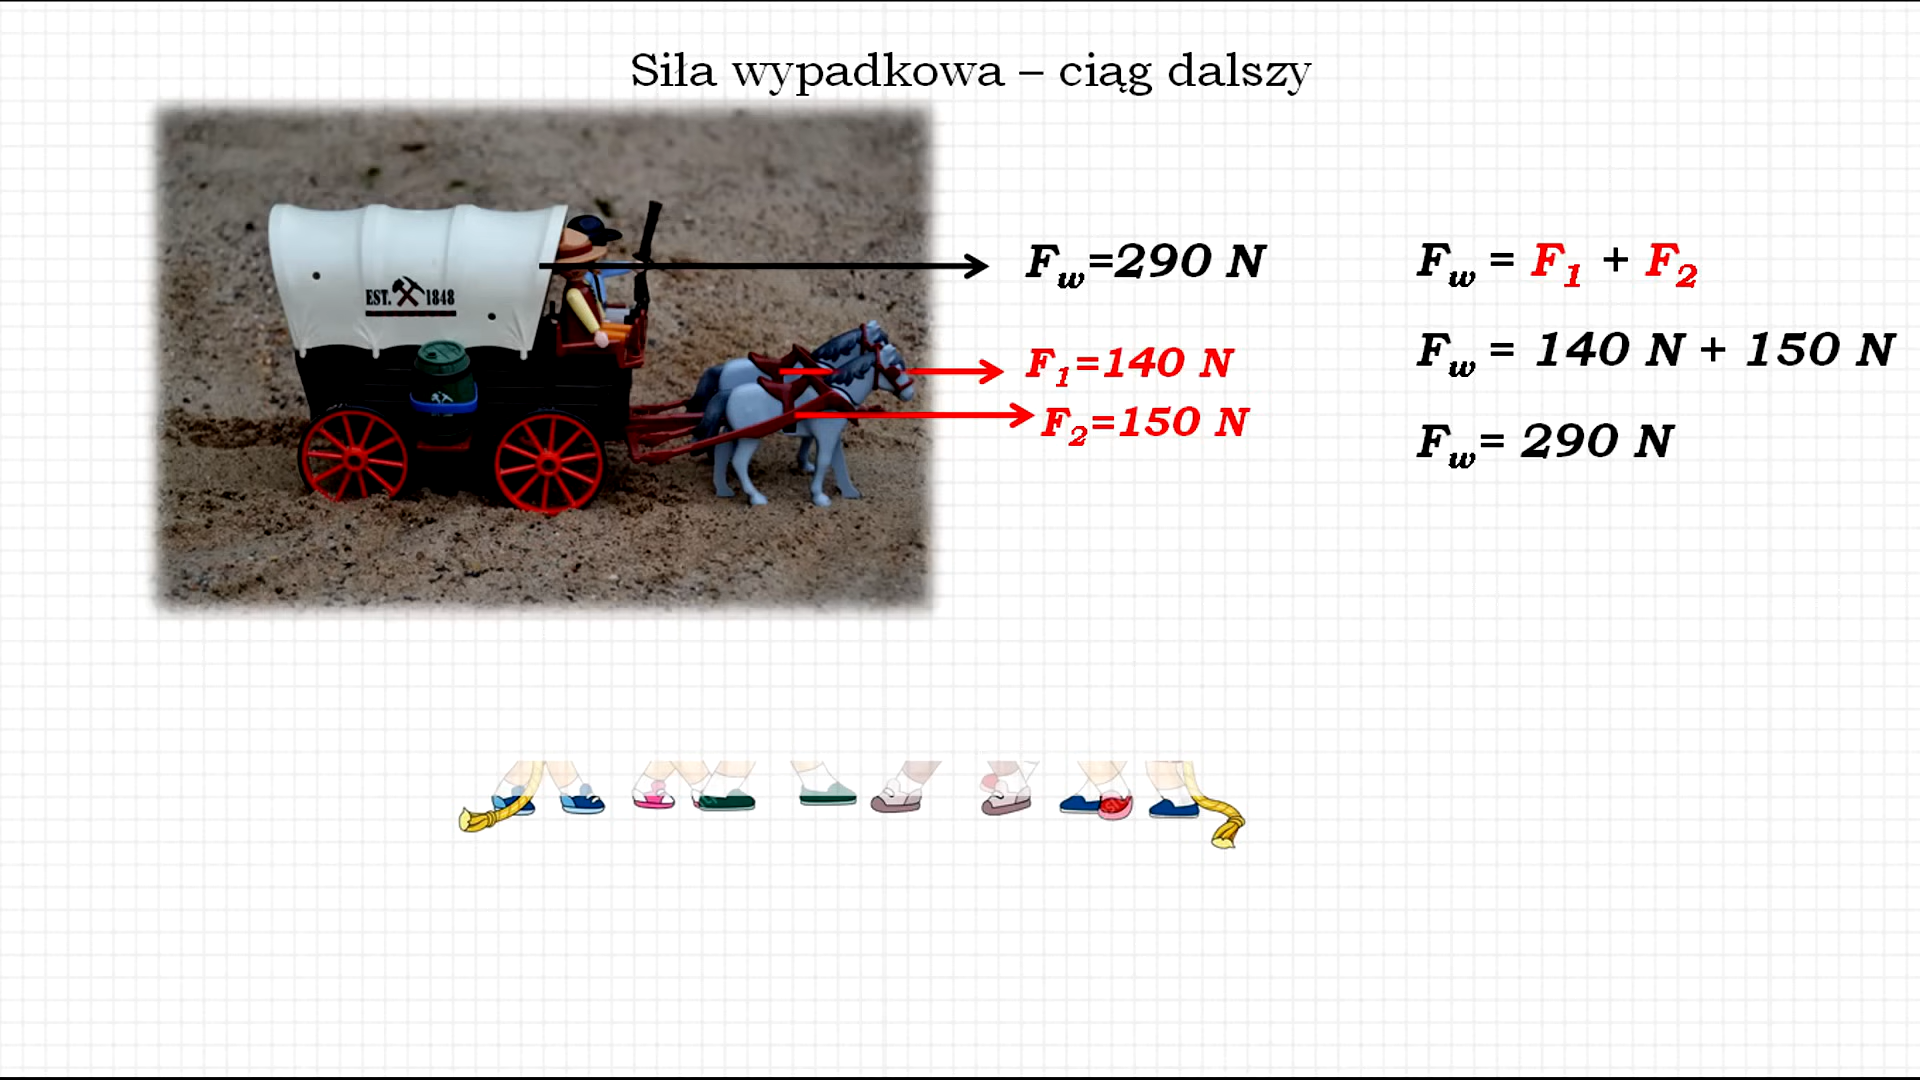 Siła wypadkowa – ciąg dalszy
EST. 1848
Fw=290 N
F1=140 N
F2=150 N
Fw = F1 + F2
Fw = 140 N + 150 N
Fw= 290 N